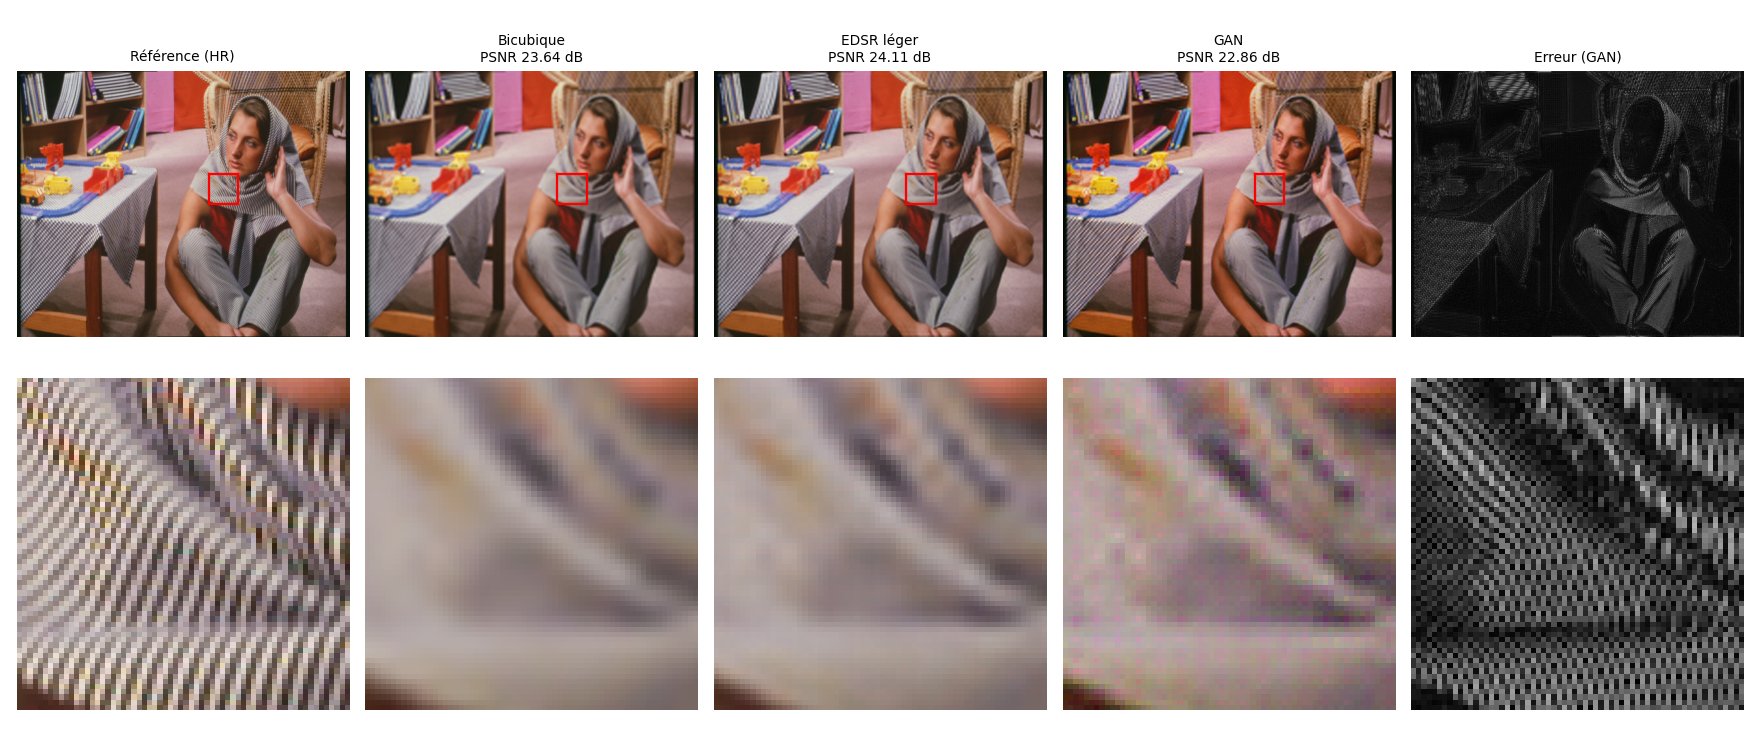 Référence (HR)
Bicubique
PSNR 23.64 dB
EDSR léger
PSNR 24.11 dB
GAN
PSNR 22.86 dB
Erreur (GAN)